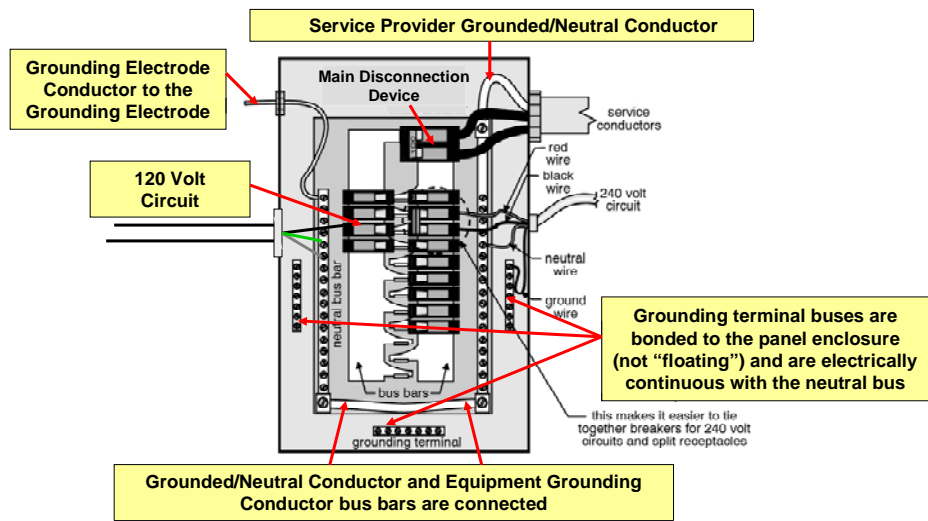 Service Provider Grounded/Neutral Conductor
Grounding Electrode
Conductor to the
Grounding Electrode
Main Disconnection
Device
service
conductors
red
wire
black
wire
120 Volt
Circuit
240 volt
circuit
neutral
wire
ground
wire
neutral bus bar
Grounding terminal buses are
bonded to the panel enclosure
(not “floating”) and are electrically
continuous with the neutral bus
bus bars
this makes it easier to tie
together breakers for 240 volt
circuits and split receptacles
grounding terminal
Grounded/Neutral Conductor and Equipment Grounding
Conductor bus bars are connected